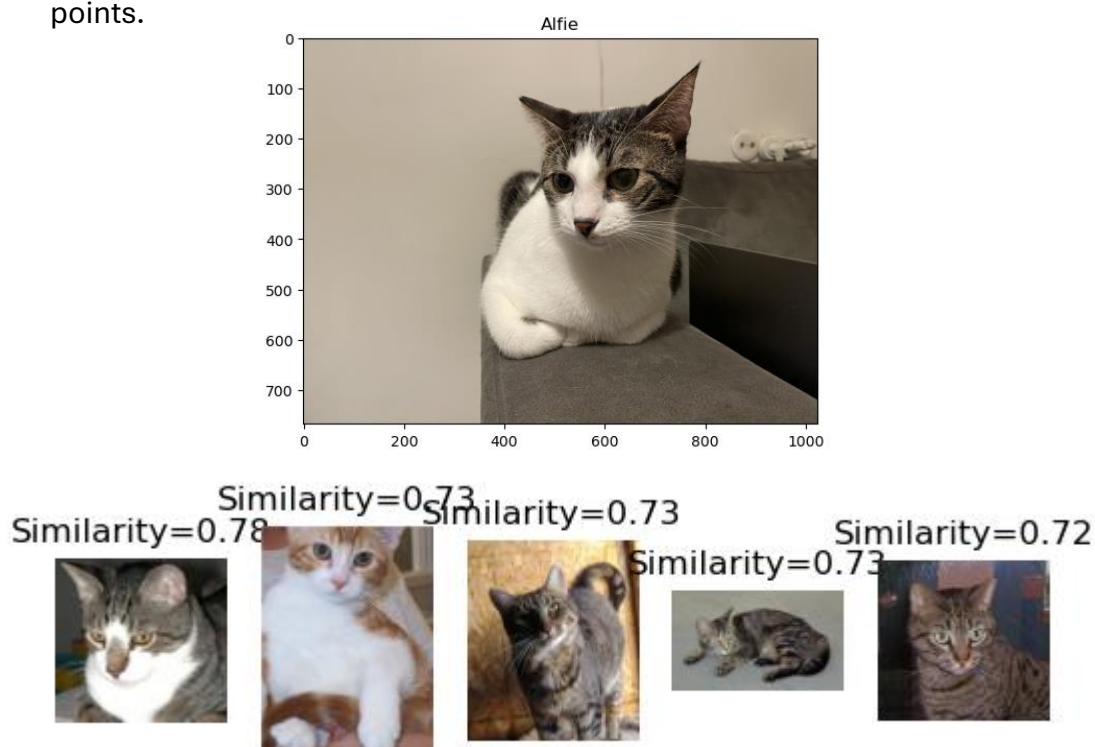 points.
Alfie
0
100
200
300
400
500
600
700
0 200 400 600 800 1000
Similarity=0.78
Similarity=0.73
Similarity=0.73
Similarity=0.73
Similarity=0.72